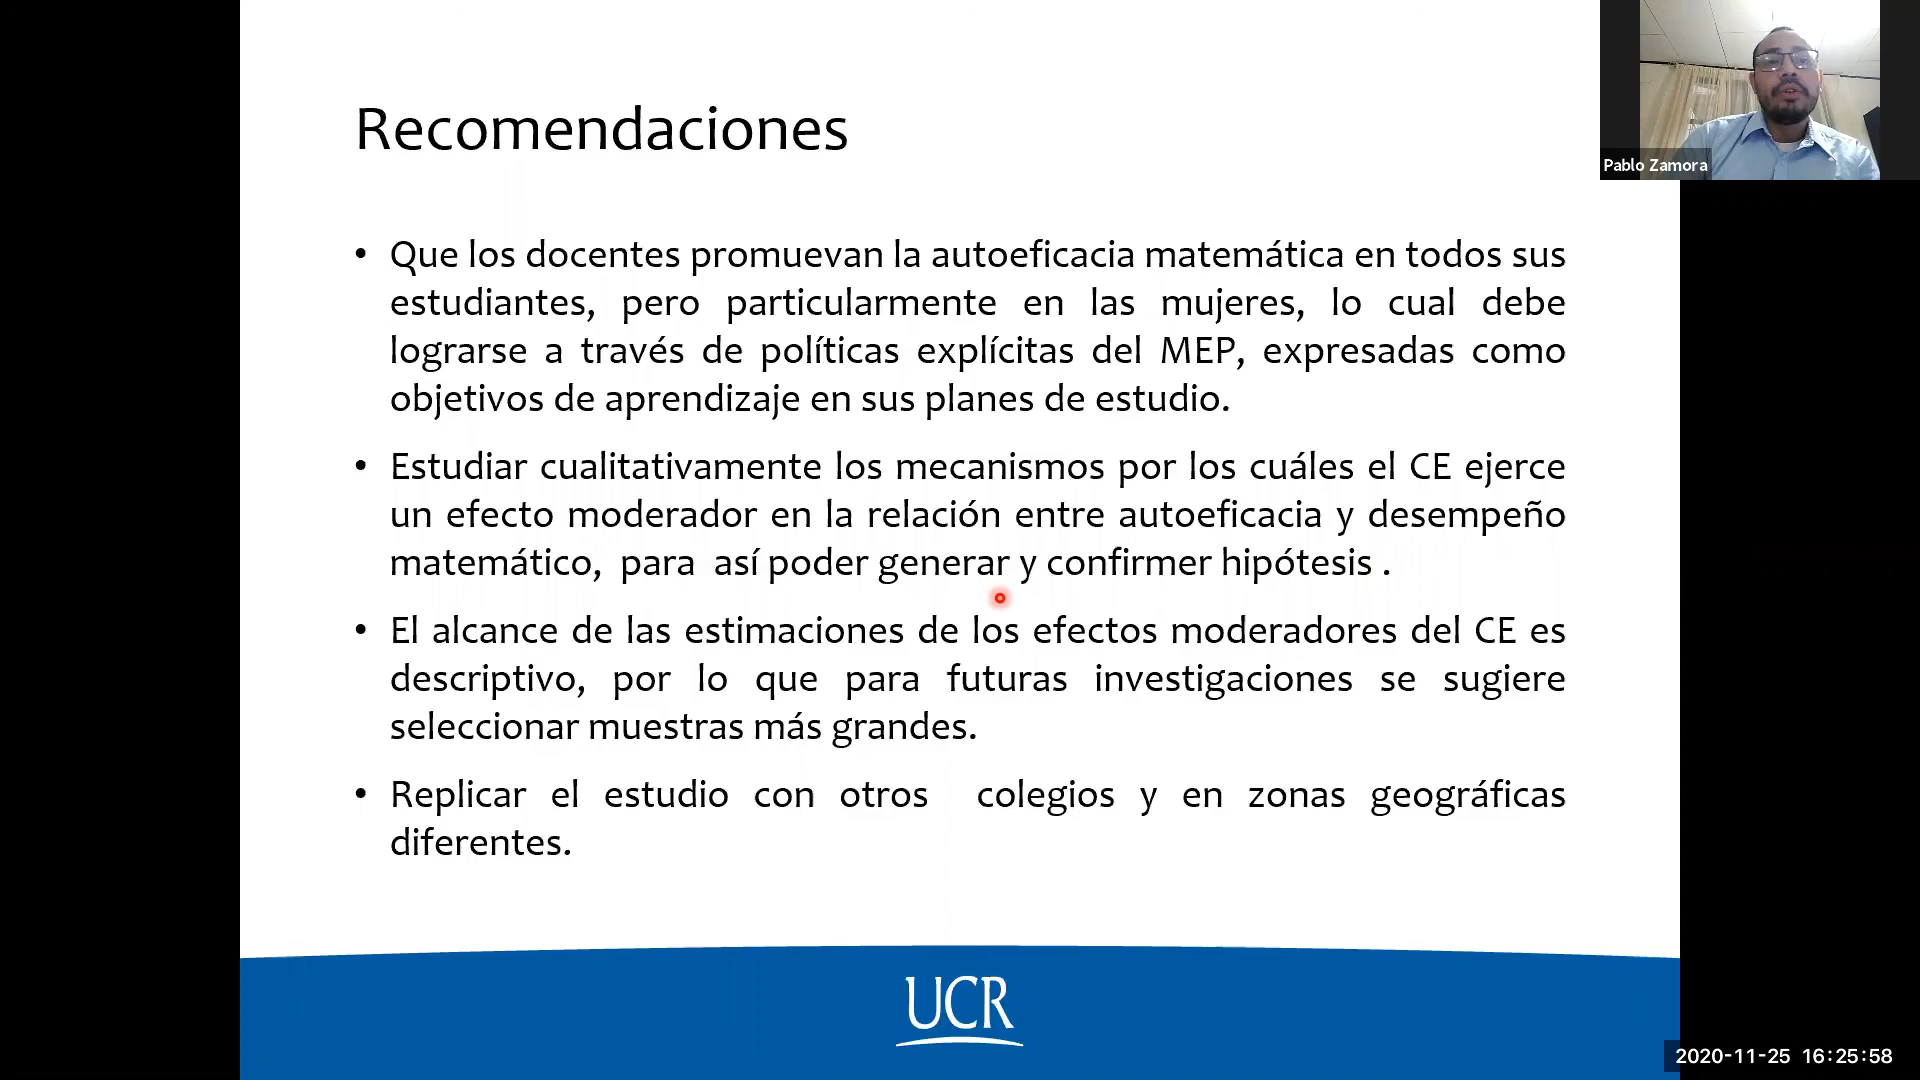 Recomendaciones
• Que los docentes promuevan la autoeficacia matemática en todos sus
estudiantes, pero particularmente en las mujeres, lo cual debe
lograrse a través de políticas explícitas del MEP, expresadas como
objetivos de aprendizaje en sus planes de estudio.
• Estudiar cualitativamente los mecanismos por los cuáles el CE ejerce
un efecto moderador en la relación entre autoeficacia y desempeño
matemático, para así poder generar y confirmer hipótesis .
• El alcance de las estimaciones de los efectos moderadores del CE es
descriptivo, por lo que para futuras investigaciones se sugiere
seleccionar muestras más grandes.
• Replicar el estudio con otros colegios y en zonas geográficas
diferentes.
Pablo Zamora
UCR
2020-11-25 16:25:58